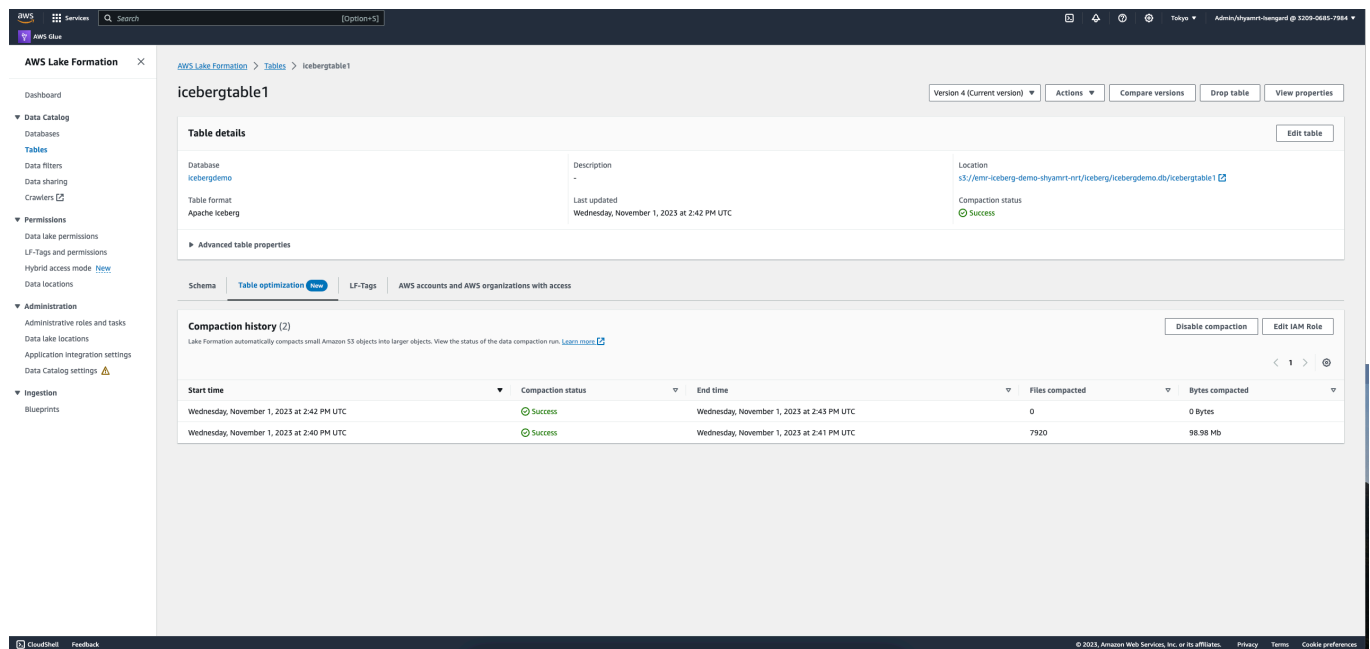 aws Services Search [Option+S] Tokyo Admin/shyamrt-Isengard @ 3209-0685-7984
AWS Glue
AWS Lake Formation
Dashboard
Data Catalog
Databases
Tables
Data filters
Data sharing
Crawlers
Permissions
Data lake permissions
LF-Tags and permissions
Hybrid access mode New
Data locations
Administration
Administrative roles and tasks
Data lake locations
Application integration settings
Data Catalog settings
Ingestion
Blueprints
AWS Lake Formation > Tables > icebergtable1
icebergtable1
Version 4 (Current version) Actions Compare versions Drop table View properties
Table details Edit table
Database Description Location
icebergdemo - s3://emr-iceberg-demo-shyamrt-nrt/iceberg/icebergdemo.db/icebergtable1
Table format Last updated Compaction status
Apache Iceberg Wednesday, November 1, 2023 at 2:42 PM UTC Success
Advanced table properties
Schema Table optimization New LF-Tags AWS accounts and AWS organizations with access
Compaction history (2) Disable compaction Edit IAM Role
Lake Formation automatically compacts small Amazon S3 objects into larger objects. View the status of the data compaction run. Learn more
< 1 >
Start time Compaction status End time Files compacted Bytes compacted
Wednesday, November 1, 2023 at 2:42 PM UTC Success Wednesday, November 1, 2023 at 2:43 PM UTC 0 0 Bytes
Wednesday, November 1, 2023 at 2:40 PM UTC Success Wednesday, November 1, 2023 at 2:41 PM UTC 7920 98.98 Mb
CloudShell Feedback © 2023, Amazon Web Services, Inc. or its affiliates. Privacy Terms Cookie preferences